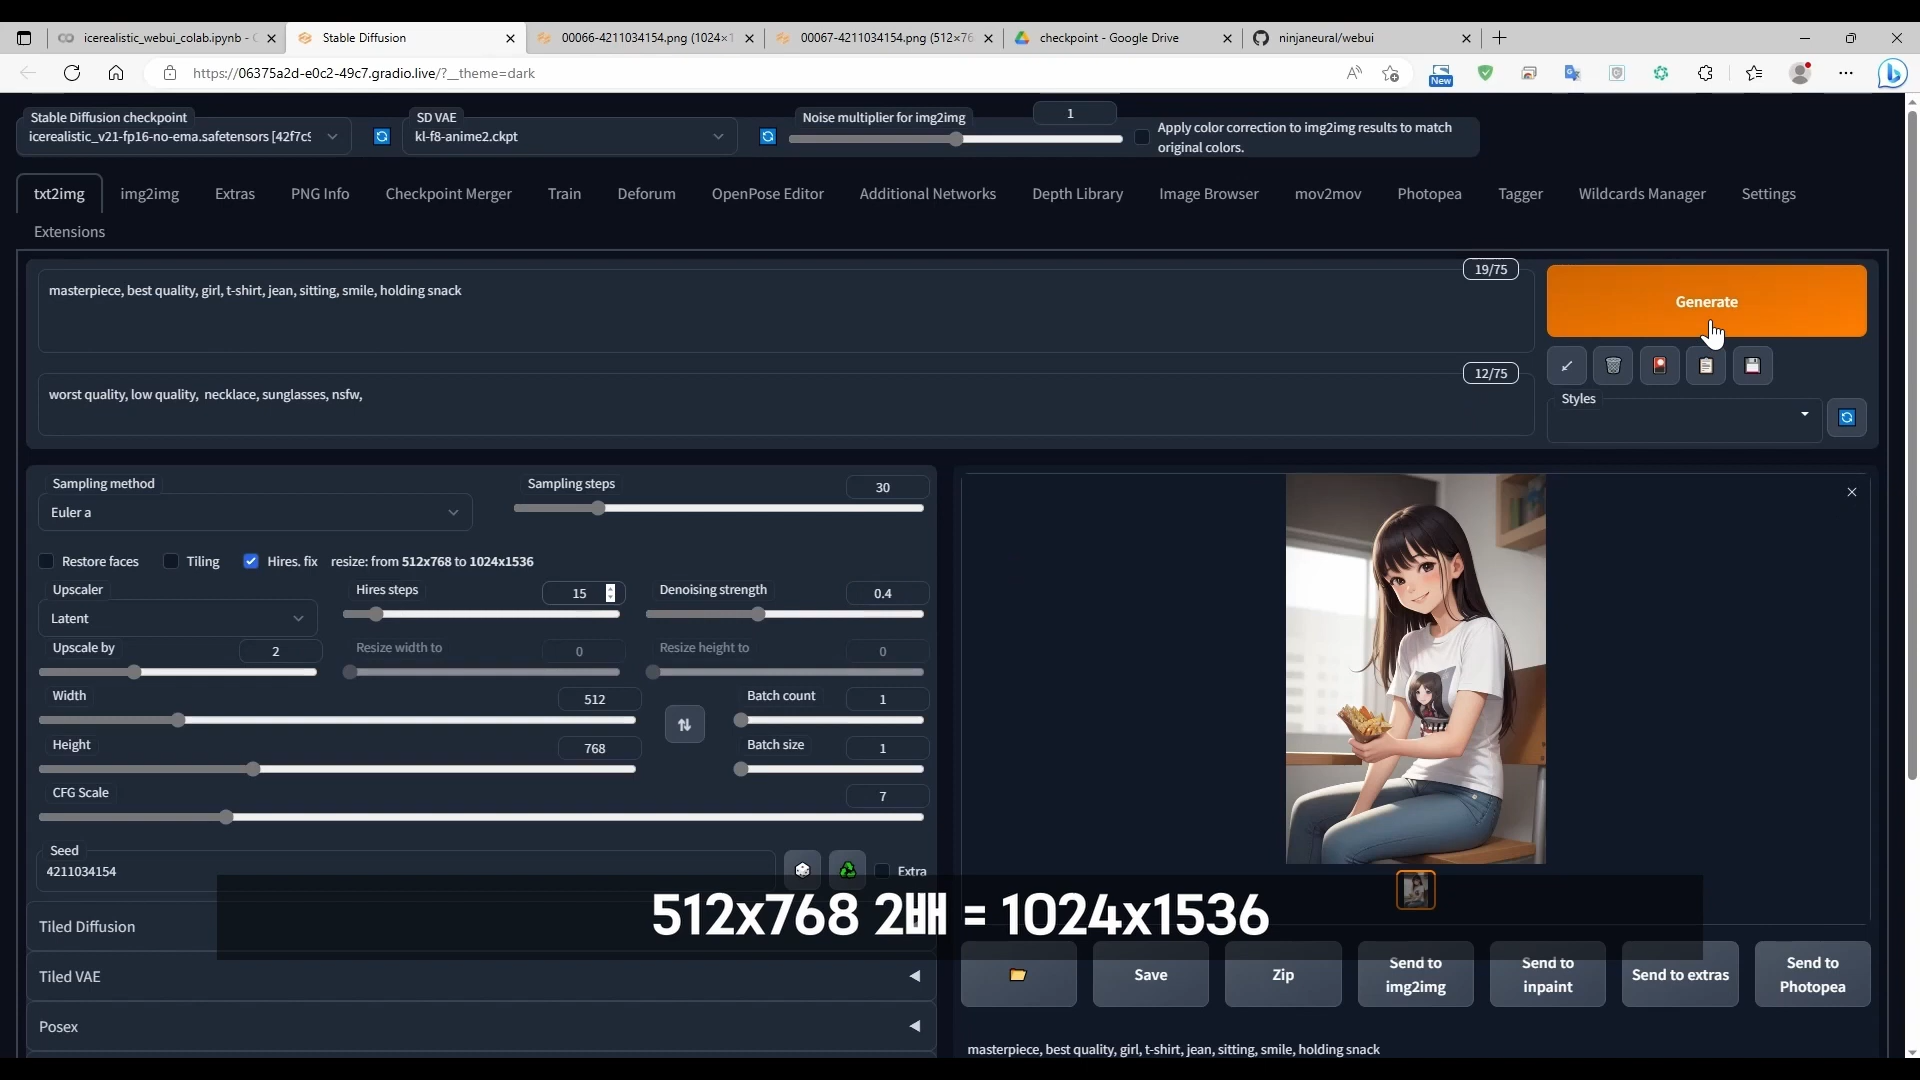 icerealistic_webui_colab.ipynb - C
Stable Diffusion
00066-4211034154.png (1024×1
00067-4211034154.png (512×76
checkpoint - Google Drive
ninjaneural/webui
https://06375a2d-e0c2-49c7.gradio.live/?__theme=dark
New
Stable Diffusion checkpoint
icerealistic_v21-fp16-no-ema.safetensors [42f7c9
SD VAE
kl-f8-anime2.ckpt
Noise multiplier for img2img
1
Apply color correction to img2img results to match
original colors.
txt2img
img2img
Extras
PNG Info
Checkpoint Merger
Train
Deforum
OpenPose Editor
Additional Networks
Depth Library
Image Browser
mov2mov
Photopea
Tagger
Wildcards Manager
Settings
Extensions
19/75
masterpiece, best quality, girl, t-shirt, jean, sitting, smile, holding snack
Generate
12/75
worst quality, low quality,  necklace, sunglasses, nsfw,
Styles
Sampling method
Euler a
Sampling steps
30
Restore faces
Tiling
Hires. fix
resize: from 512x768 to 1024x1536
Upscaler
Latent
Hires steps
15
Denoising strength
0.4
Upscale by
2
Resize width to
0
Resize height to
0
Width
512
Batch count
1
Height
768
Batch size
1
CFG Scale
7
Seed
4211034154
Extra
512x768 2배 = 1024x1536
Tiled Diffusion
Tiled VAE
Posex
Save
Zip
Send to
img2img
Send to
inpaint
Send to extras
Send to
Photopea
masterpiece, best quality, girl, t-shirt, jean, sitting, smile, holding snack